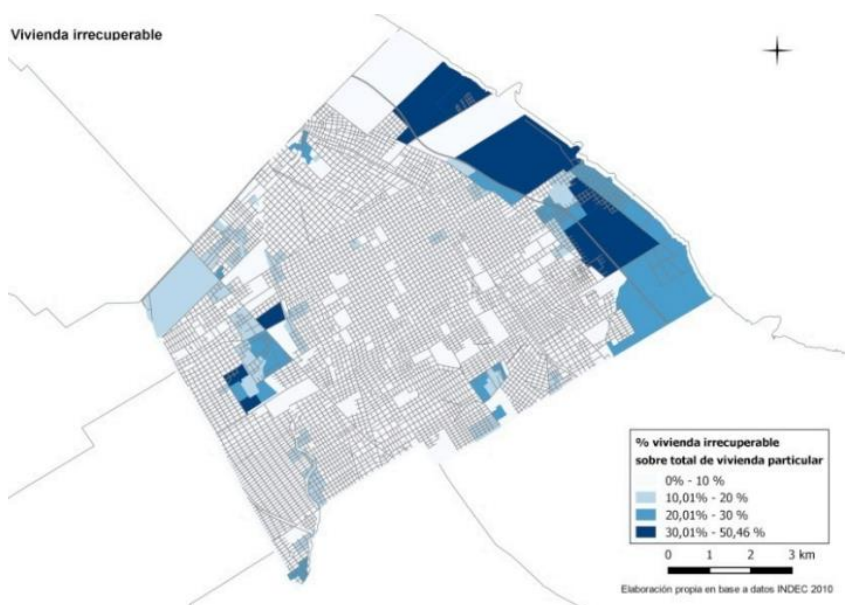 Vivienda irrecuperable
% vivienda irrecuperable
sobre total de vivienda particular
0% - 10 %
10,01% - 20 %
20,01% - 30 %
30,01% - 50,46 %
0 1 2 3 km
Elaboración propia en base a datos INDEC 2010